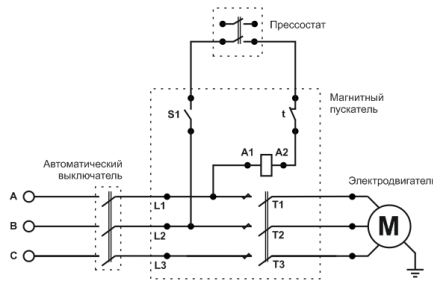 Прессостат
Магнитный
пускатель
S1
t
A1 A2
Автоматический
выключатель
Электродвигатель
A
L1
T1
B
L2
T2
M
C
L3
T3